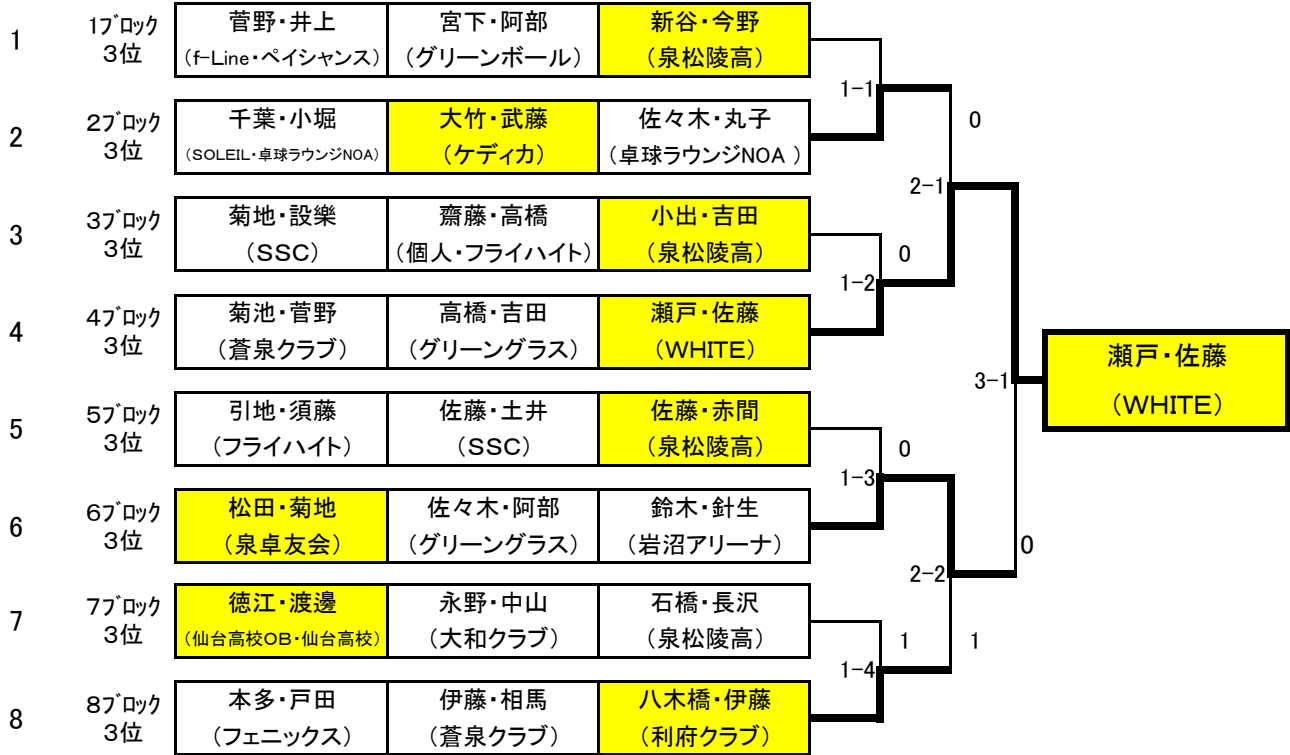 1
1ﾌﾞﾛｯｸ
3位
菅野・井上
(f-Line・ペイシャンス)
宮下・阿部
(グリーンボール)
新谷・今野
(泉松陵高)
1-1
2
2ﾌﾞﾛｯｸ
3位
千葉・小堀
(SOLEIL・卓球ラウンジNOA)
大竹・武藤
(ケディカ)
佐々木・丸子
(卓球ラウンジNOA )
0
2-1
3
3ﾌﾞﾛｯｸ
3位
菊地・設樂
(SSC)
齋藤・高橋
(個人・フライハイト)
小出・吉田
(泉松陵高)
0
1-2
4
4ﾌﾞﾛｯｸ
3位
菊池・菅野
(蒼泉クラブ)
高橋・吉田
(グリーングラス)
瀬戸・佐藤
(WHITE)
3-1
瀬戸・佐藤
(WHITE)
5
5ﾌﾞﾛｯｸ
3位
引地・須藤
(フライハイト)
佐藤・土井
(SSC)
佐藤・赤間
(泉松陵高)
0
1-3
6
6ﾌﾞﾛｯｸ
3位
松田・菊地
(泉卓友会)
佐々木・阿部
(グリーングラス)
鈴木・針生
(岩沼アリーナ)
0
2-2
7
7ﾌﾞﾛｯｸ
3位
徳江・渡邊
(仙台高校OB・仙台高校)
永野・中山
(大和クラブ)
石橋・長沢
(泉松陵高)
1
1
1-4
8
8ﾌﾞﾛｯｸ
3位
本多・戸田
(フェニックス)
伊藤・相馬
(蒼泉クラブ)
八木橋・伊藤
(利府クラブ)